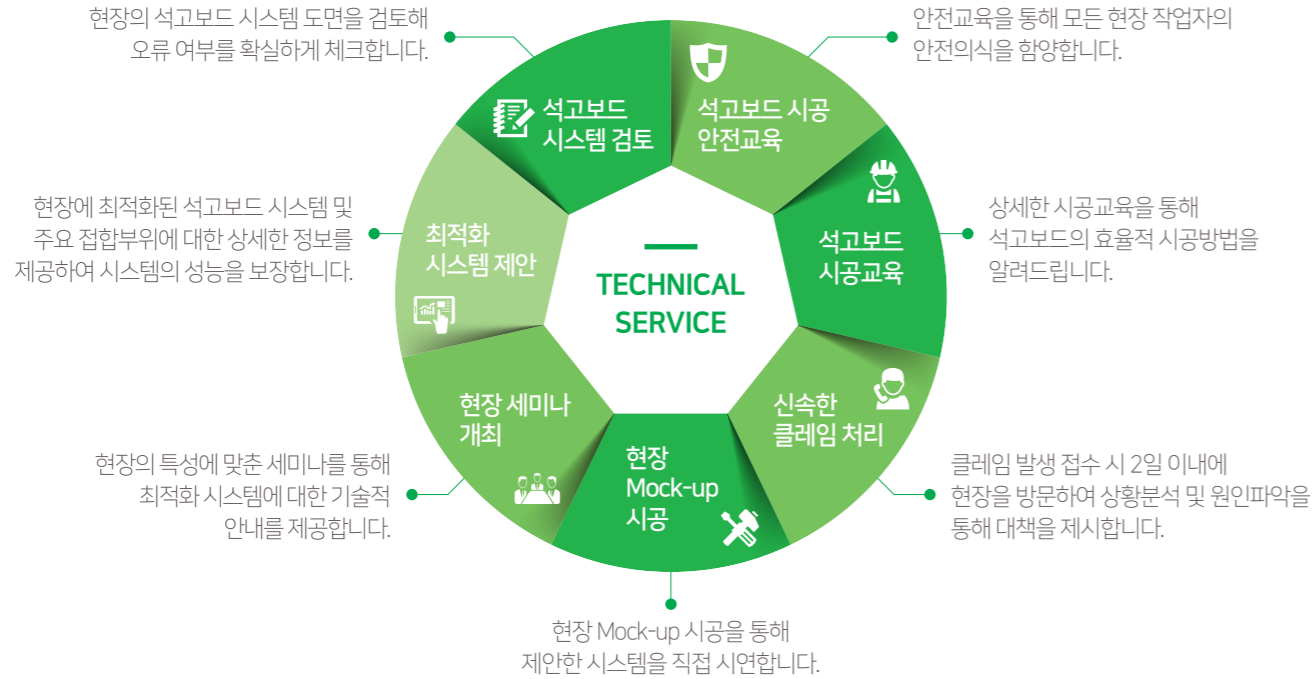 현장의 석고보드 시스템 도면을 검토해
오류 여부를 확실하게 체크합니다.
안전교육을 통해 모든 현장 작업자의
안전의식을 함양합니다.
석고보드
시스템 검토
석고보드 시공
안전교육
현장에 최적화된 석고보드 시스템 및
주요 접합부위에 대한 상세한 정보를
제공하여 시스템의 성능을 보장합니다.
최적화
시스템 제안
TECHNICAL
SERVICE
석고보드
시공교육
상세한 시공교육을 통해
석고보드의 효율적 시공방법을
알려드립니다.
현장 세미나
개최
현장
Mock-up
시공
신속한
클레임 처리
현장의 특성에 맞춘 세미나를 통해
최적화 시스템에 대한 기술적
안내를 제공합니다.
클레임 발생 접수 시 2일 이내에
현장을 방문하여 상황분석 및 원인파악을
통해 대책을 제시합니다.
현장 Mock-up 시공을 통해
제안한 시스템을 직접 시연합니다.